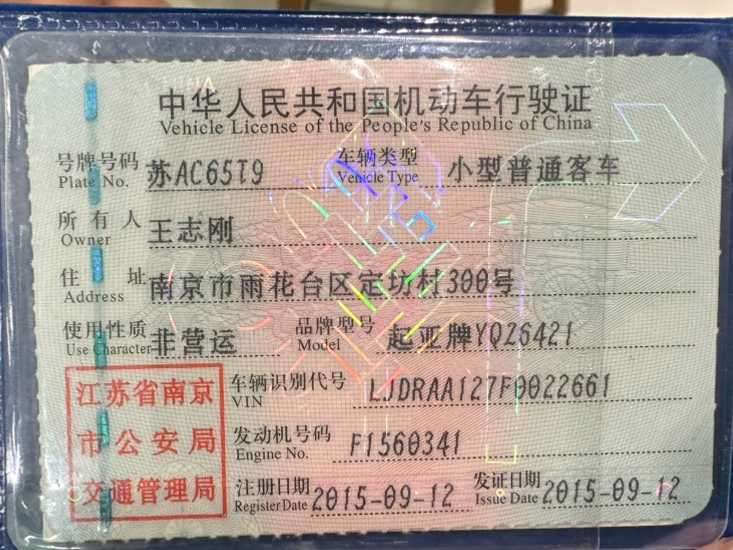 中华人民共和国机动车行驶证
Vehicle License of the People's Republic of China
号牌号码 苏AC65T9 车辆类型 小型普通客车
Plate No. Vehicle Type
所有人 王志刚
Owner
住址 南京市雨花台区定坊村300号
Address
使用性质 非营运 品牌型号 起亚牌YQZ6421
Use Character Model
车辆识别代号 LJDRAA127F0022661
VIN
发动机号码 F1560341
Engine No.
注册日期 2015-09-12 发证日期 2015-09-12
Register Date Issue Date
江苏省南京
市公安局
交通管理局